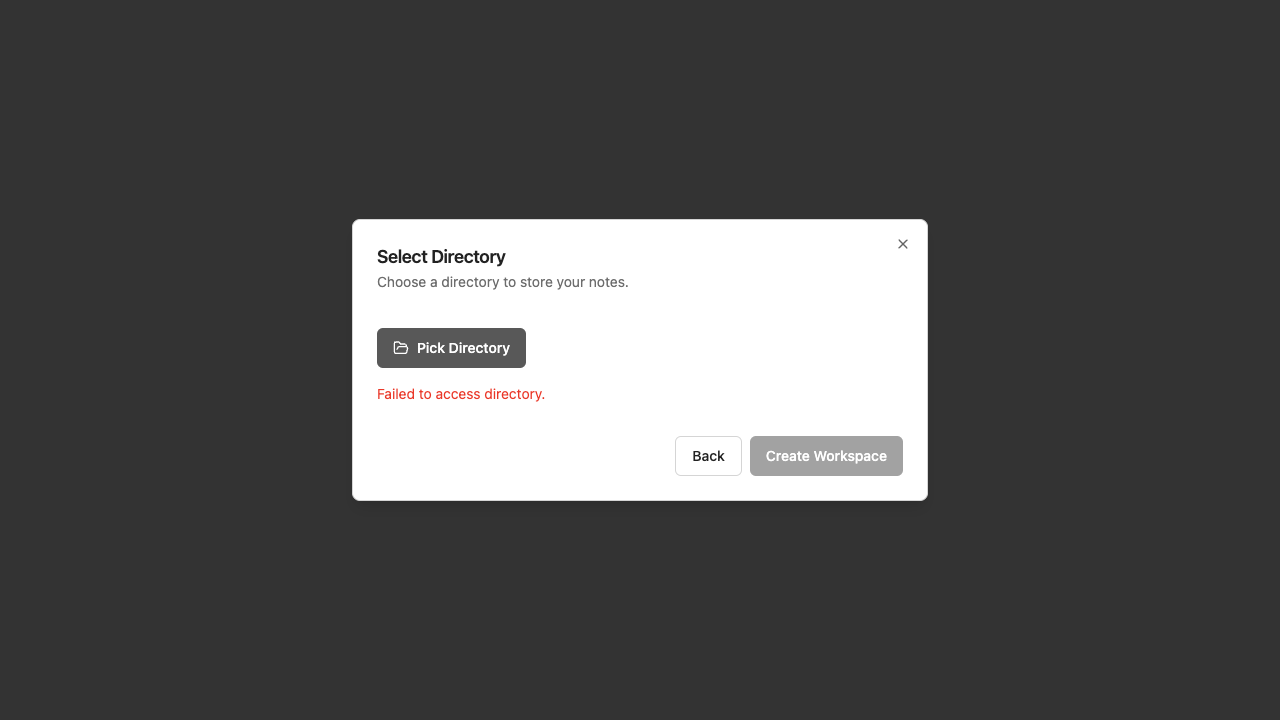 Select Directory
Choose a directory to store your notes.
Pick Directory
Failed to access directory.
Back
Create Workspace